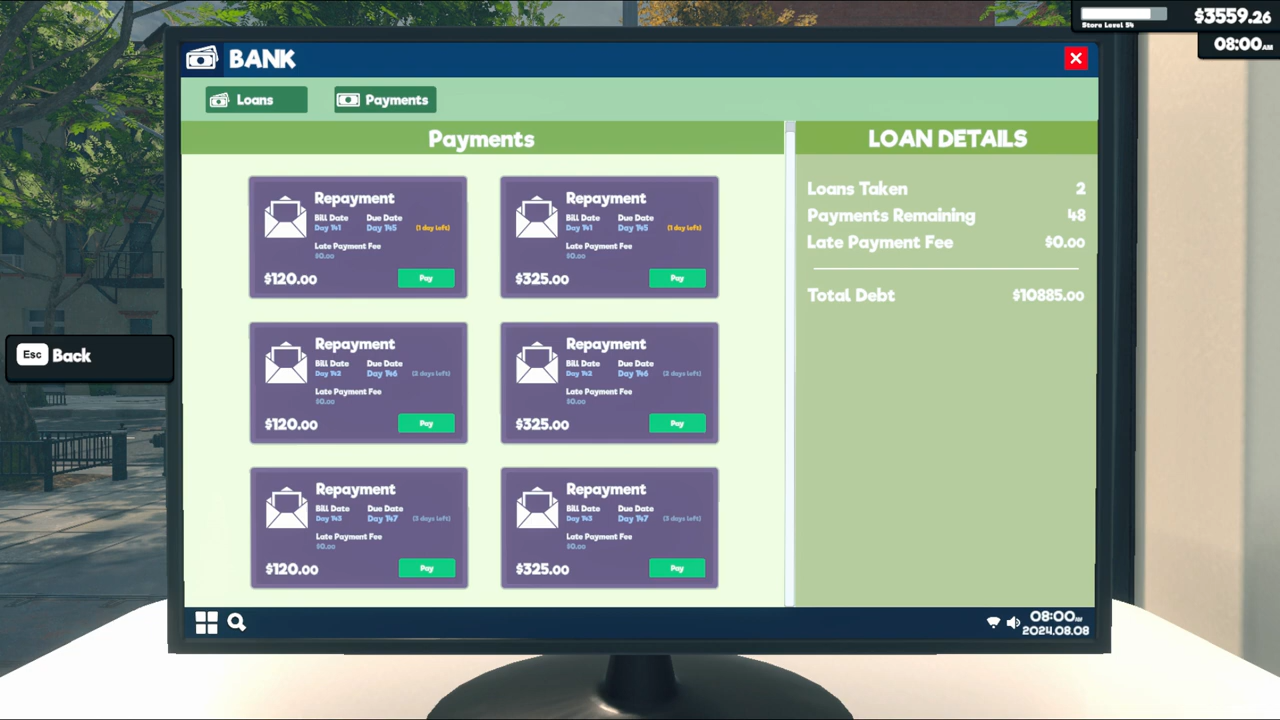 $3559.26
Store Level 54
08:00AM
BANK
Loans
Payments
Payments
LOAN DETAILS
Repayment
Bill Date Due Date
Day 141 Day 145 (1 day left)
Late Payment Fee
$0.00
$120.00 Pay
Repayment
Bill Date Due Date
Day 141 Day 145 (1 day left)
Late Payment Fee
$0.00
$325.00 Pay
Loans Taken 2
Payments Remaining 48
Late Payment Fee $0.00
Total Debt $10885.00
Repayment
Bill Date Due Date
Day 142 Day 146 (2 days left)
Late Payment Fee
$0.00
$120.00 Pay
Repayment
Bill Date Due Date
Day 142 Day 146 (2 days left)
Late Payment Fee
$0.00
$325.00 Pay
Esc Back
Repayment
Bill Date Due Date
Day 143 Day 147 (3 days left)
Late Payment Fee
$0.00
$120.00 Pay
Repayment
Bill Date Due Date
Day 143 Day 147 (3 days left)
Late Payment Fee
$0.00
$325.00 Pay
08:00AM
2024.08.08